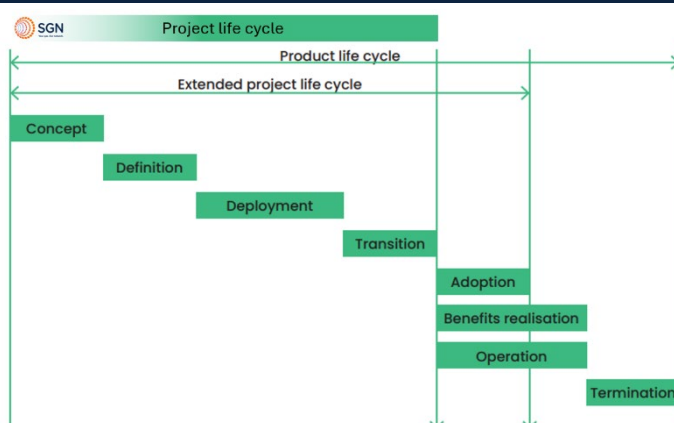 SGN
Project life cycle
Product life cycle
Extended project life cycle
Concept
Definition
Deployment
Transition
Adoption
Benefits realisation
Operation
Termination